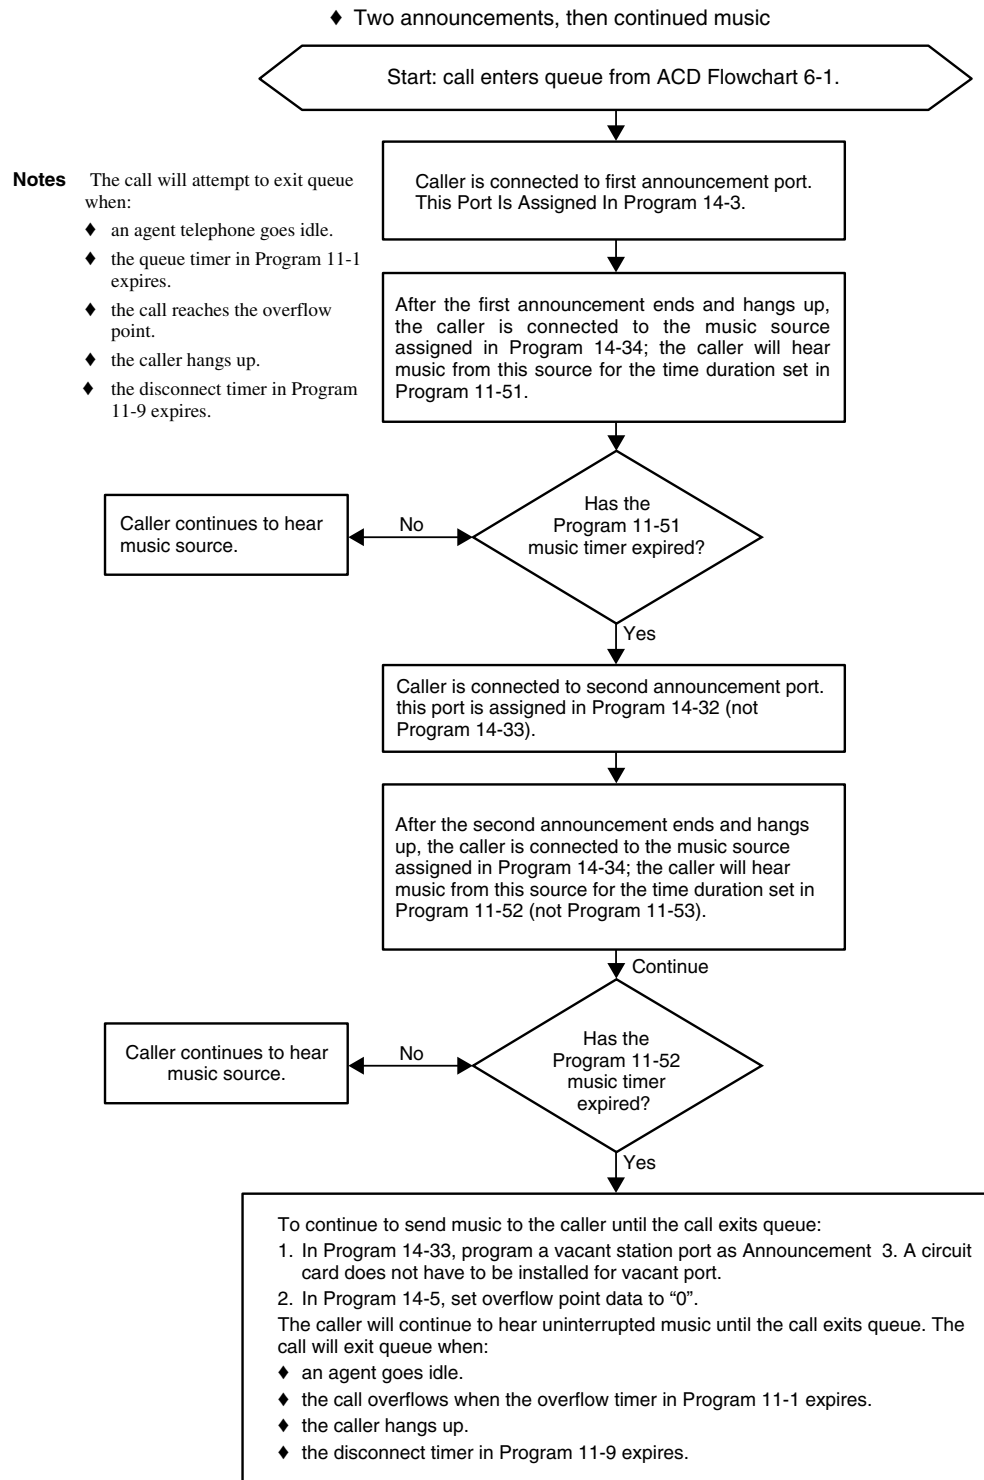 ♦ Two announcements, then continued music
Start: call enters queue from ACD Flowchart 6-1.
Caller is connected to first announcement port.
This Port Is Assigned In Program 14-3.
Notes The call will attempt to exit queue
when:
♦ an agent telephone goes idle.
♦ the queue timer in Program 11-1
expires.
♦ the call reaches the overflow
point.
♦ the caller hangs up.
♦ the disconnect timer in Program
11-9 expires.
After the first announcement ends and hangs up,
the caller is connected to the music source
assigned in Program 14-34; the caller will hear
music from this source for the time duration set in
Program 11-51.
Has the
Program 11-51
music timer expired?
No
Caller continues to hear
music source.
Yes
Caller is connected to second announcement port.
this port is assigned in Program 14-32 (not
Program 14-33).
After the second announcement ends and hangs
up, the caller is connected to the music source
assigned in Program 14-34; the caller will hear
music from this source for the time duration set in
Program 11-52 (not Program 11-53).
Continue
Has the
Program 11-52
music timer
expired?
No
Caller continues to hear
music source.
Yes
To continue to send music to the caller until the call exits queue:
1. In Program 14-33, program a vacant station port as Announcement 3. A circuit
card does not have to be installed for vacant port.
2. In Program 14-5, set overflow point data to “0”.
The caller will continue to hear uninterrupted music until the call exits queue. The
call will exit queue when:
♦ an agent goes idle.
♦ the call overflows when the overflow timer in Program 11-1 expires.
♦ the caller hangs up.
♦ the disconnect timer in Program 11-9 expires.